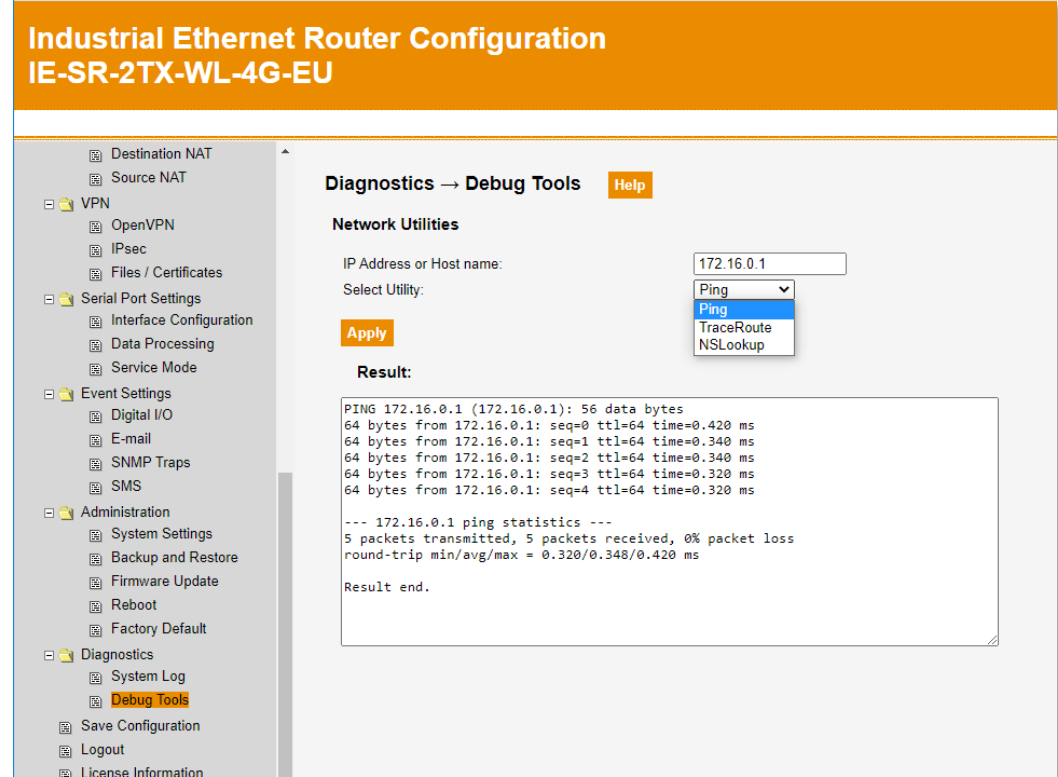 Industrial Ethernet Router Configuration
IE-SR-2TX-WL-4G-EU
Destination NAT
Source NAT
VPN
OpenVPN
IPsec
Files / Certificates
Serial Port Settings
Interface Configuration
Data Processing
Service Mode
Event Settings
Digital I/O
E-mail
SNMP Traps
SMS
Administration
System Settings
Backup and Restore
Firmware Update
Reboot
Factory Default
Diagnostics
System Log
Debug Tools
Save Configuration
Logout
License Information
Diagnostics → Debug Tools Help
Network Utilities
IP Address or Host name: 172.16.0.1
Select Utility: Ping
Ping
TraceRoute
NSLookup
Apply
Result:
PING 172.16.0.1 (172.16.0.1): 56 data bytes
64 bytes from 172.16.0.1: seq=0 ttl=64 time=0.420 ms
64 bytes from 172.16.0.1: seq=1 ttl=64 time=0.340 ms
64 bytes from 172.16.0.1: seq=2 ttl=64 time=0.340 ms
64 bytes from 172.16.0.1: seq=3 ttl=64 time=0.320 ms
64 bytes from 172.16.0.1: seq=4 ttl=64 time=0.320 ms
--- 172.16.0.1 ping statistics ---
5 packets transmitted, 5 packets received, 0% packet loss
round-trip min/avg/max = 0.320/0.348/0.420 ms
Result end.